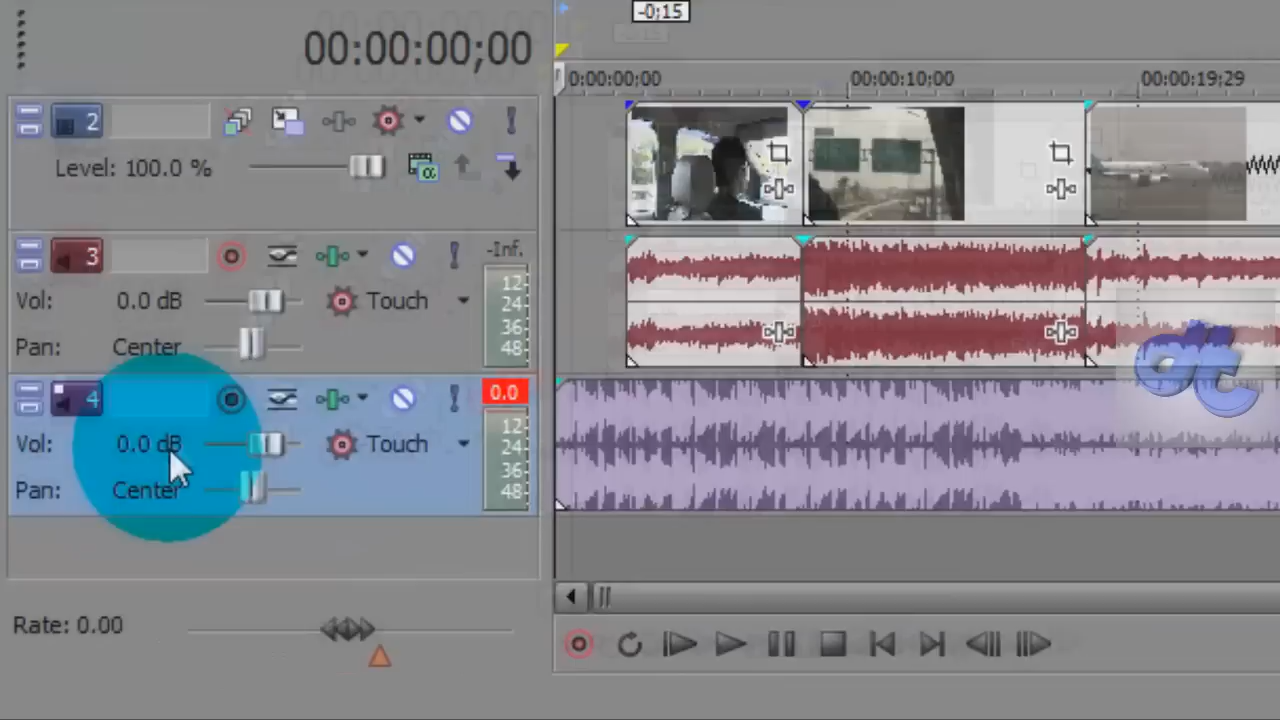 -0;15
00:00:00;00
0:00:00;00 00:00:10;00 00:00:19;29
2
Level: 100.0 %
3
-Inf.
Vol: 0.0 dB Touch
12
24
36
48
Pan: Center
4
0.0
Vol: 0.0 dB Touch
12
24
36
48
Pan: Center
dt
Rate: 0.00